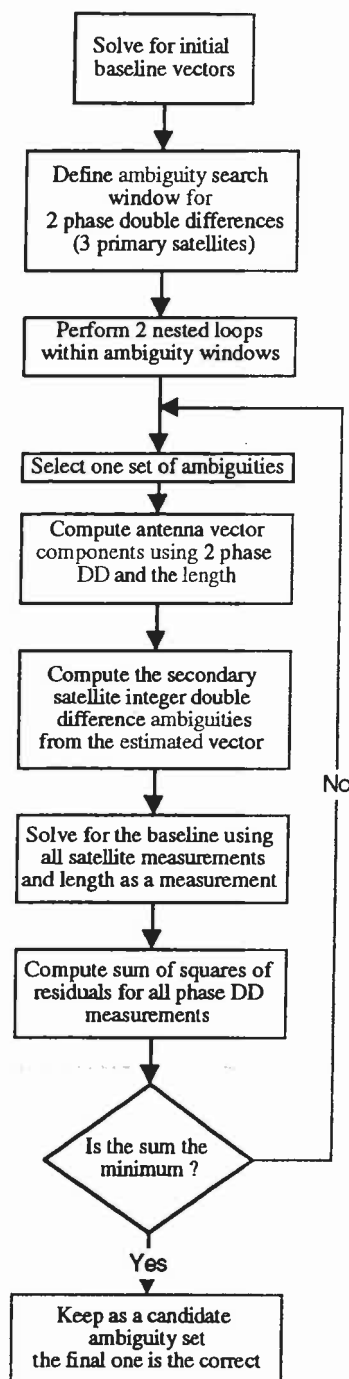 Solve for initial
baseline vectors
Define ambiguity search
window for
2 phase double differences
(3 primary satellites)
Perform 2 nested loops
within ambiguity windows
Select one set of ambiguities
Compute antenna vector
components using 2 phase
DD and the length
Compute the secondary
satellite integer double
difference ambiguities
from the estimated vector
No
Solve for the baseline using
all satellite measurements
and length as a measurement
Compute sum of squares of
residuals for all phase DD
measurements
Is the sum the
minimum ?
Yes
Keep as a candidate
ambiguity set
the final one is the correct